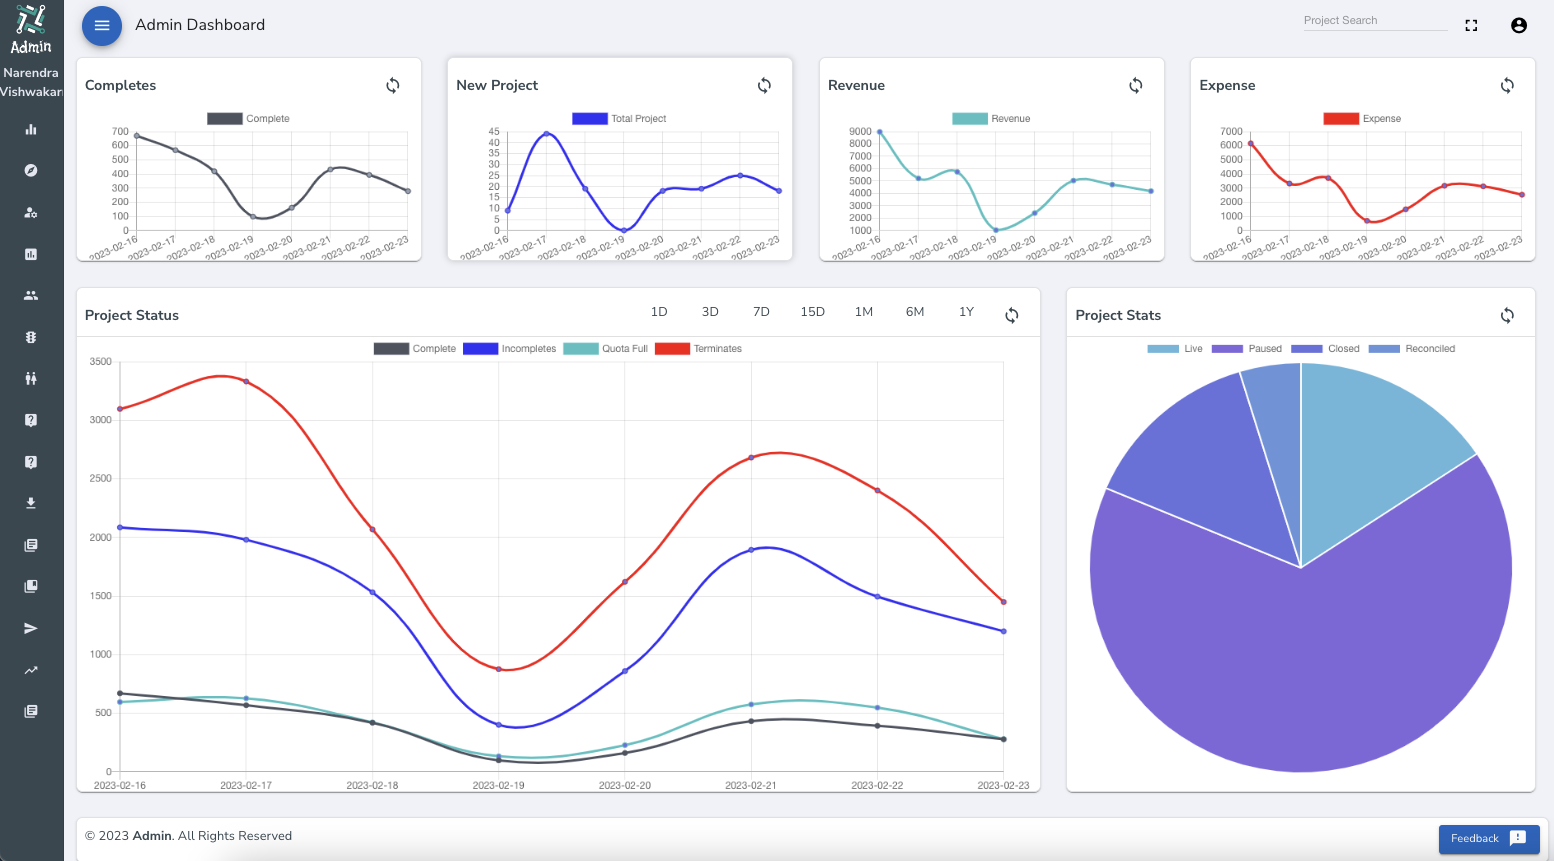 Admin
Narendra
Vishwakar
Admin Dashboard
Project Search
Completes
Complete
700
600
500
400
300
200
100
0
2023-02-16 2023-02-17 2023-02-18 2023-02-19 2023-02-20 2023-02-21 2023-02-22 2023-02-23
New Project
Total Project
45
40
35
30
25
20
15
10
5
0
2023-02-16 2023-02-17 2023-02-18 2023-02-19 2023-02-20 2023-02-21 2023-02-22 2023-02-23
Revenue
Revenue
9000
8000
7000
6000
5000
4000
3000
2000
1000
2023-02-16 2023-02-17 2023-02-18 2023-02-19 2023-02-20 2023-02-21 2023-02-22 2023-02-23
Expense
Expense
7000
6000
5000
4000
3000
2000
1000
0
2023-02-16 2023-02-17 2023-02-18 2023-02-19 2023-02-20 2023-02-21 2023-02-22 2023-02-23
Project Status
1D 3D 7D 15D 1M 6M 1Y
Complete Incompletes Quota Full Terminates
3500
3000
2500
2000
1500
1000
500
0
2023-02-16 2023-02-17 2023-02-18 2023-02-19 2023-02-20 2023-02-21 2023-02-22 2023-02-23
Project Stats
Live Paused Closed Reconciled
© 2023 Admin. All Rights Reserved
Feedback